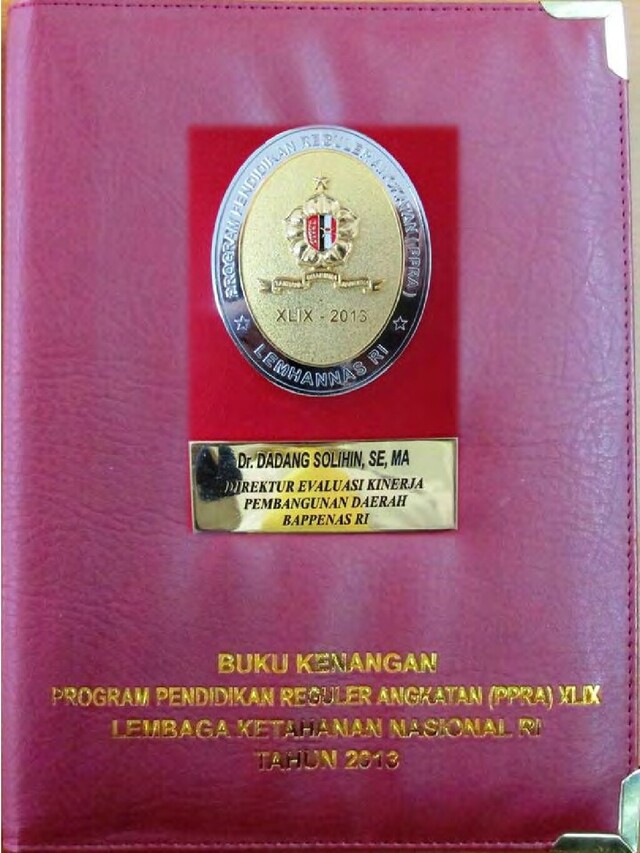 PROGRAM PENDIDIKAN REGULER ANGKATAN (PPRA)
XLIX - 2013
LEMHANNAS RI
Dr. DADANG SOLIHIN, SE, MA
DIREKTUR EVALUASI KINERJA
PEMBANGUNAN DAERAH
BAPPENAS RI
BUKU KENANGAN
PROGRAM PENDIDIKAN REGULER ANGKATAN (PPRA) XLIX
LEMBAGA KETAHANAN NASIONAL RI
TAHUN 2013